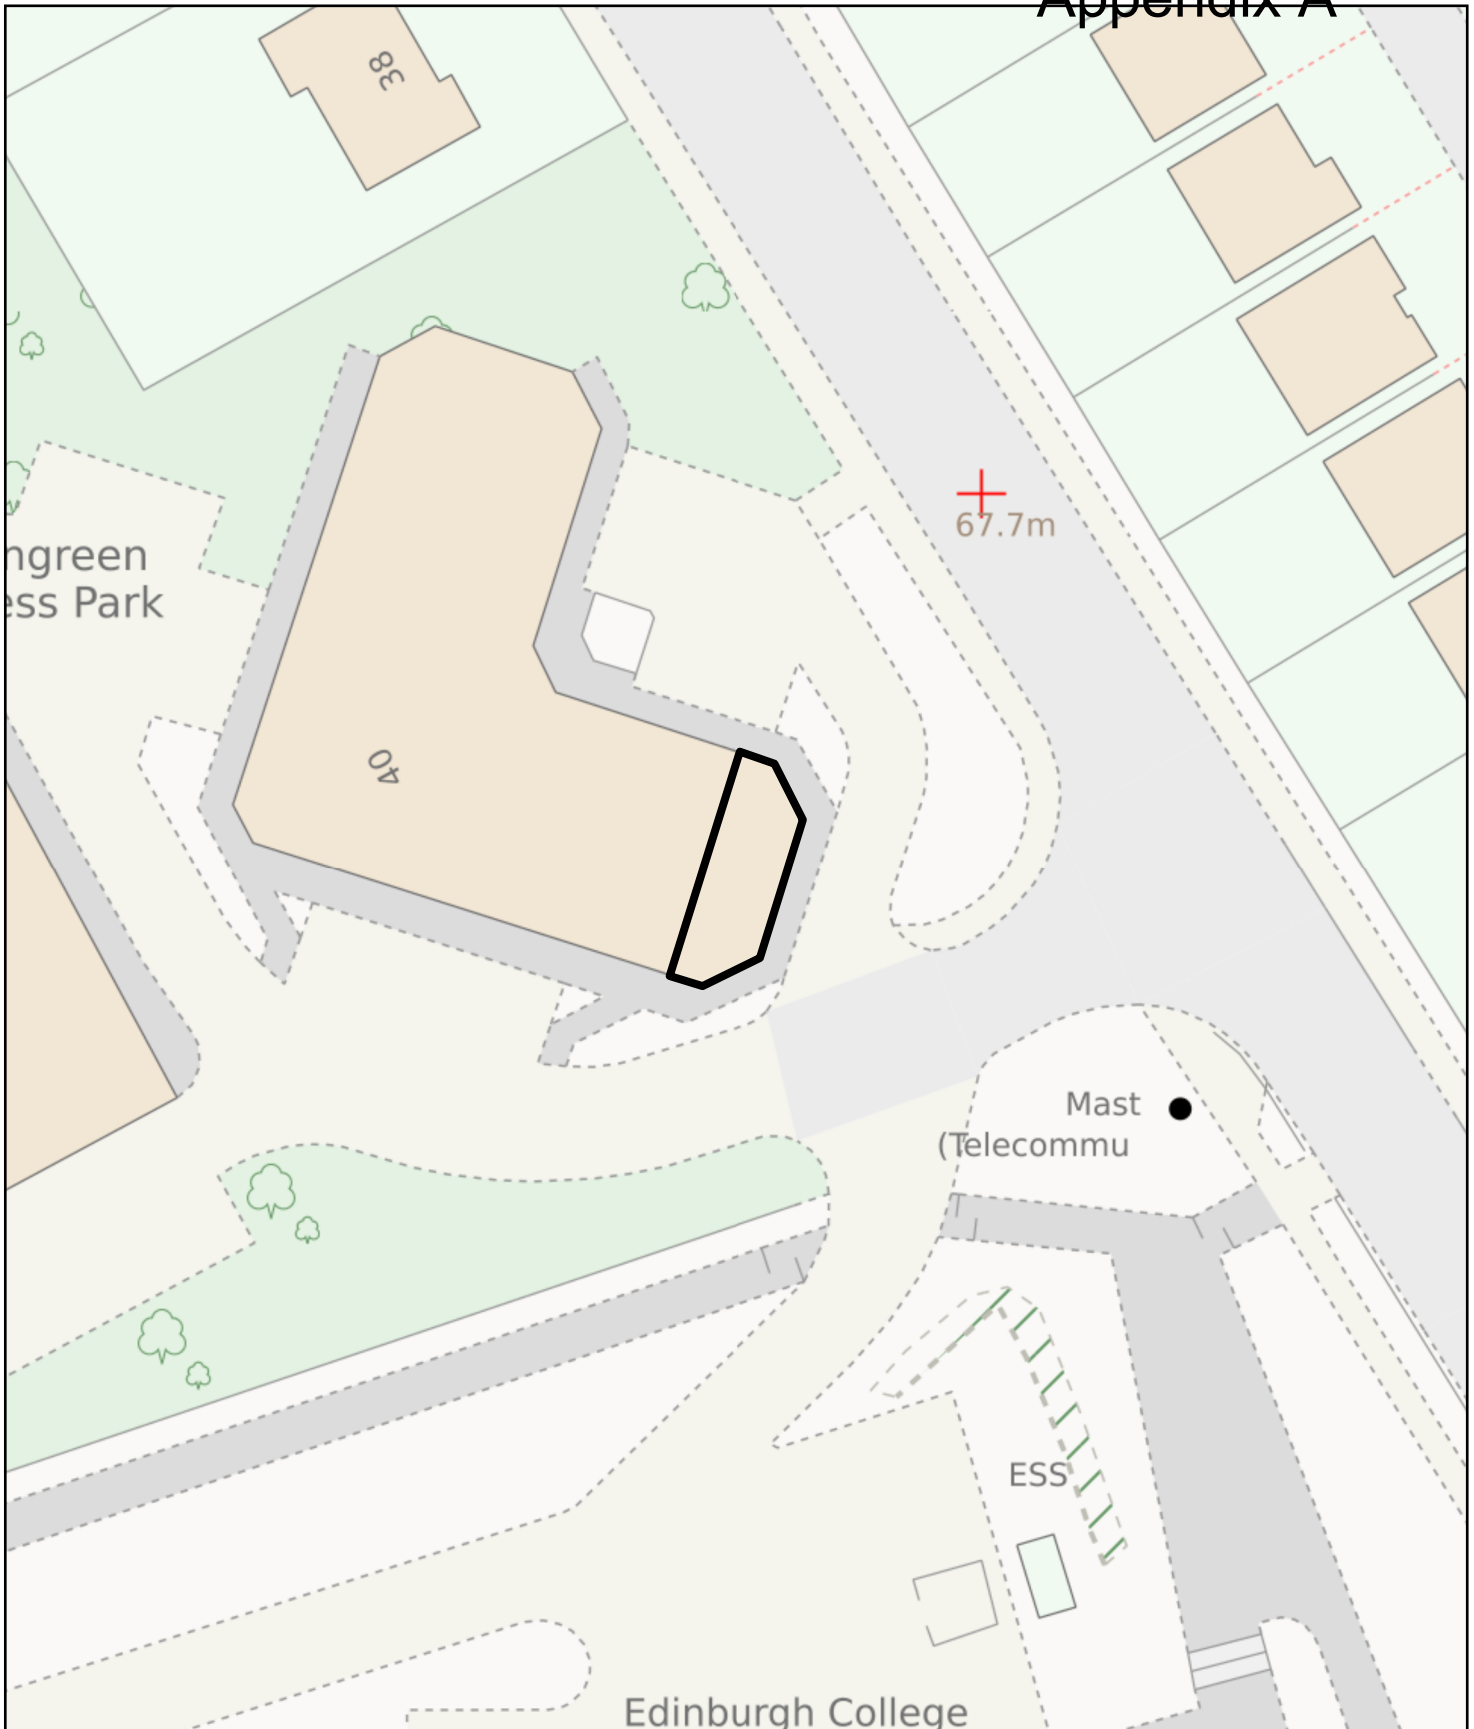 Appendix A
38
67.7m
ngreen
ess Park
40
Mast
(Telecommu
ESS
Edinburgh College